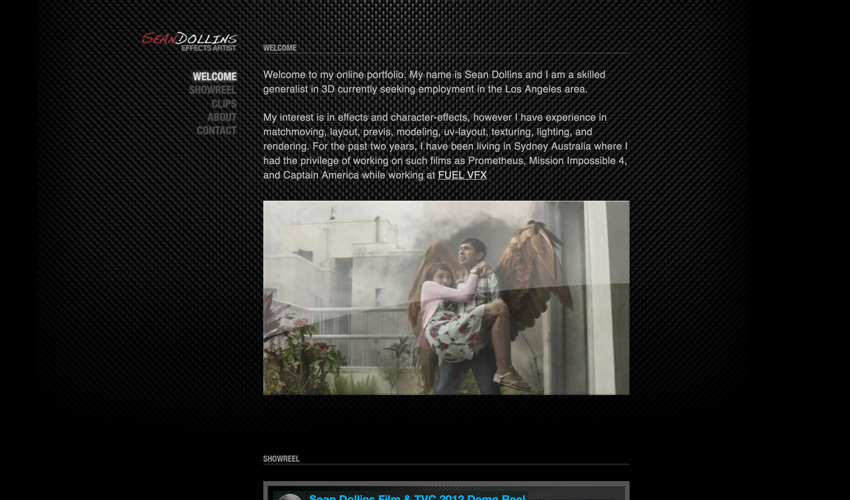 SEANDOLLINS
EFFECTS ARTIST
WELCOME
SHOWREEL
CLIPS
ABOUT
CONTACT
WELCOME
Welcome to my online portfolio. My name is Sean Dollins and I am a skilled
generalist in 3D currently seeking employment in the Los Angeles area.
My interest is in effects and character-effects, however I have experience in
matchmoving, layout, previs, modeling, uv-layout, texturing, lighting, and
rendering. For the past two years, I have been living in Sydney Australia where I
had the privilege of working on such films as Prometheus, Mission Impossible 4,
and Captain America while working at FUEL VFX
SHOWREEL
Sean Dollins Film & TVC 2012 Demo Reel